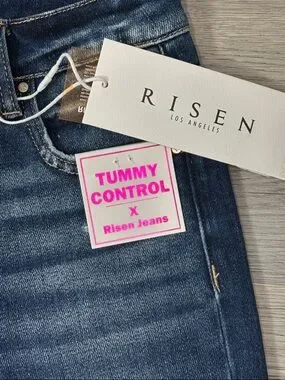 RISEN
LOS ANGELES
TUMMY
CONTROL
X
Risen Jeans